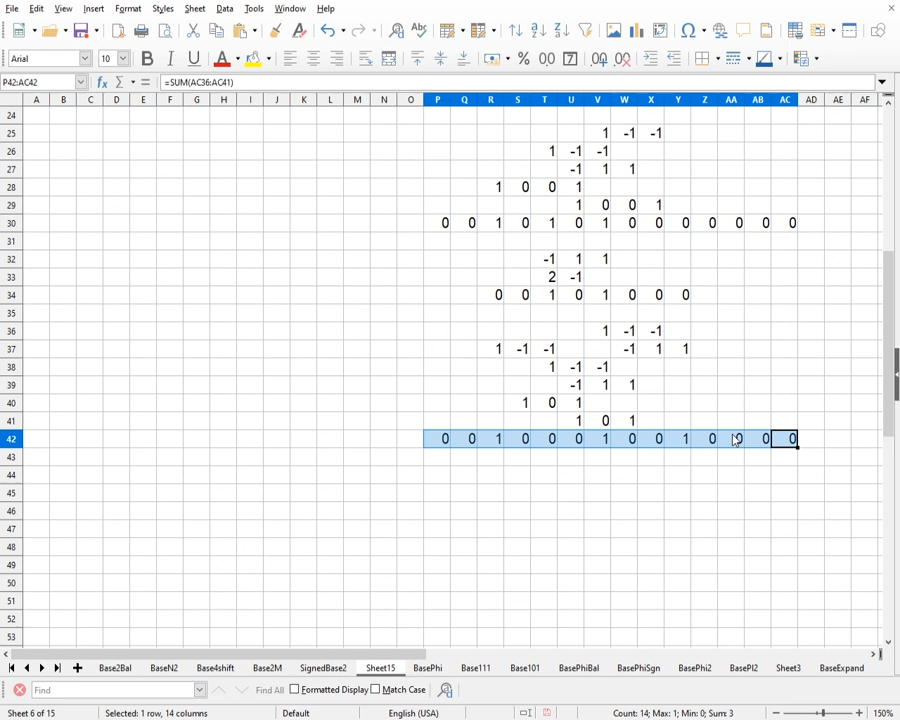 File Edit View Insert Format Styles Sheet Data Tools Window Help
Arial 10
P42:AC42 =SUM(AC36:AC41)
A B C D E F G H I J K L M N O P Q R S T U V W X Y Z AA AB AC AD AE AF
24
25 1 -1 -1
26 1 -1 -1
27 -1 1 1
28 1 0 0 1
29 1 0 0 1
30 0 0 1 0 1 0 1 0 0 0 0 0 0 0
31
32 -1 1 1
33 2 -1
34 0 0 1 0 1 0 0 0
35
36 1 -1 -1
37 1 -1 -1 -1 1 1
38 1 -1 -1
39 -1 1 1
40 1 0 1
41 1 0 1
42 0 0 1 0 0 0 1 0 0 1 0 0 0 0
43
44
45
46
47
48
49
50
51
52
53
Base2Bal BaseN2 Base4shift Base2M SignedBase2 Sheet15 BasePhi Base111 Base101 BasePhiBal BasePhiSgn BasePhi2 BasePI2 Sheet3 BaseExpand
Find Find All Formatted Display Match Case
Sheet 6 of 15 Selected: 1 row, 14 columns Default English (USA) Count: 14; Max: 1; Min: 0; Sum: 3 150%